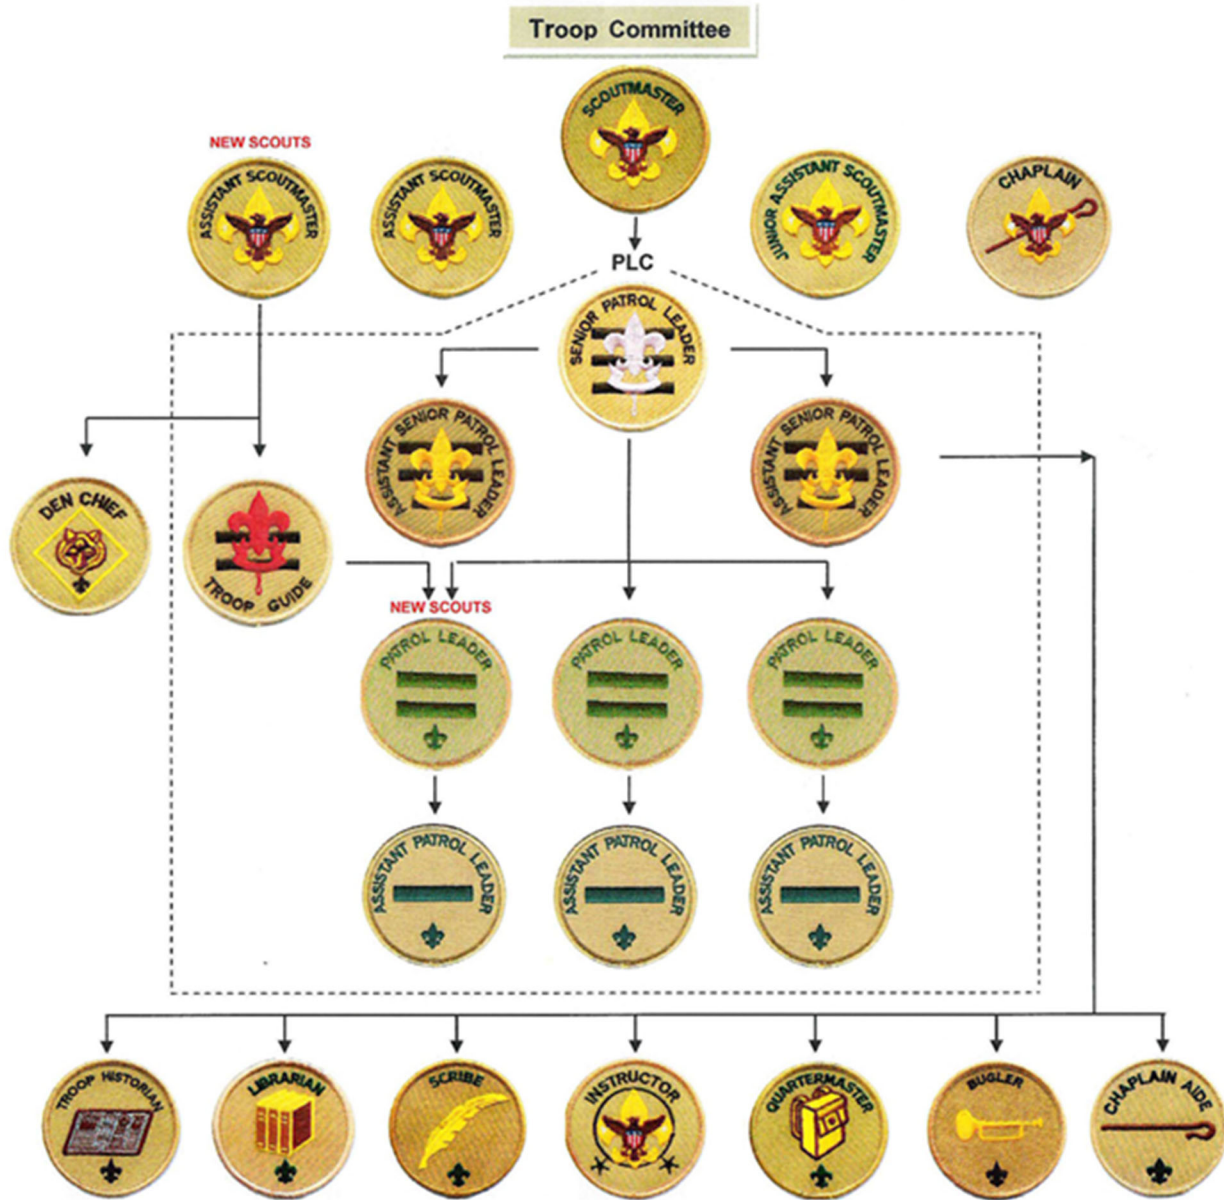 Troop Committee
SCOUTMASTER
NEW SCOUTS
ASSISTANT SCOUTMASTER
ASSISTANT SCOUTMASTER
JUNIOR ASSISTANT SCOUTMASTER
CHAPLAIN
PLC
SENIOR PATROL LEADER
ASSISTANT SENIOR PATROL LEADER
ASSISTANT SENIOR PATROL LEADER
DEN CHIEF
TROOP GUIDE
NEW SCOUTS
PATROL LEADER
PATROL LEADER
PATROL LEADER
ASSISTANT PATROL LEADER
ASSISTANT PATROL LEADER
ASSISTANT PATROL LEADER
TROOP HISTORIAN
LIBRARIAN
SCRIBE
INSTRUCTOR
QUARTERMASTER
BUGLER
CHAPLAIN AIDE